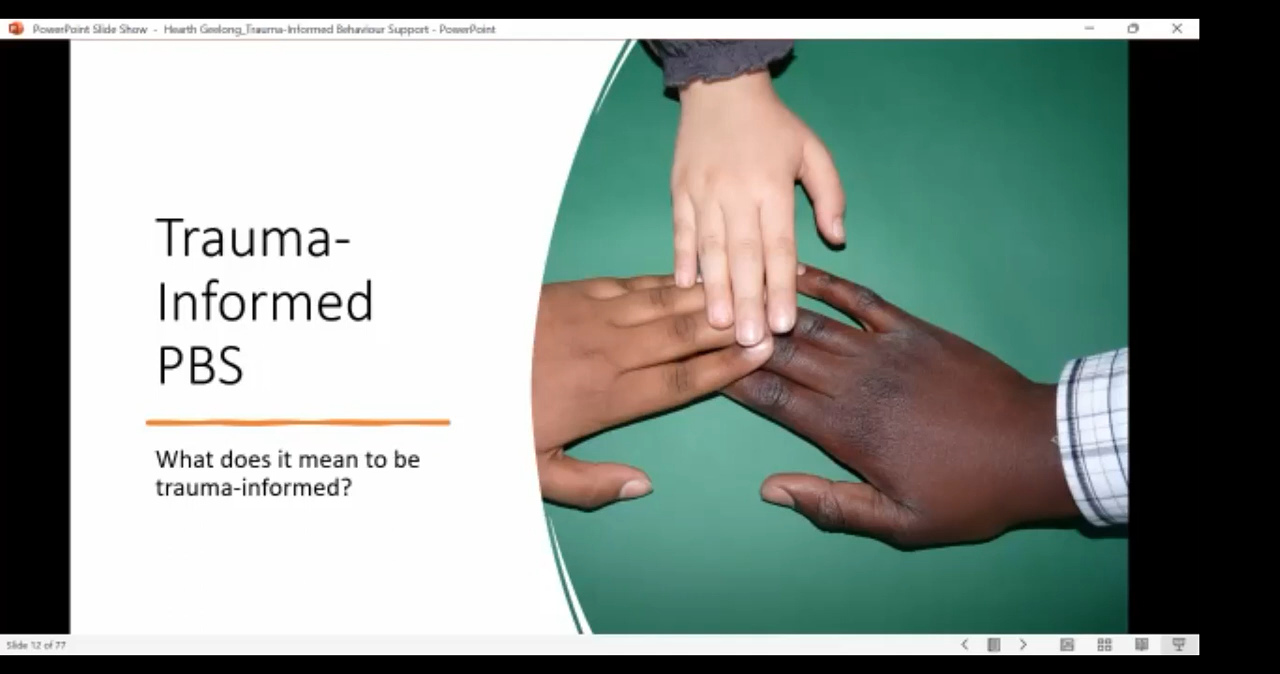 PowerPoint Slide Show - Hearth Geelong_Trauma-Informed Behaviour Support - PowerPoint
Trauma-
Informed
PBS
What does it mean to be
trauma-informed?
Slide 12 of 77